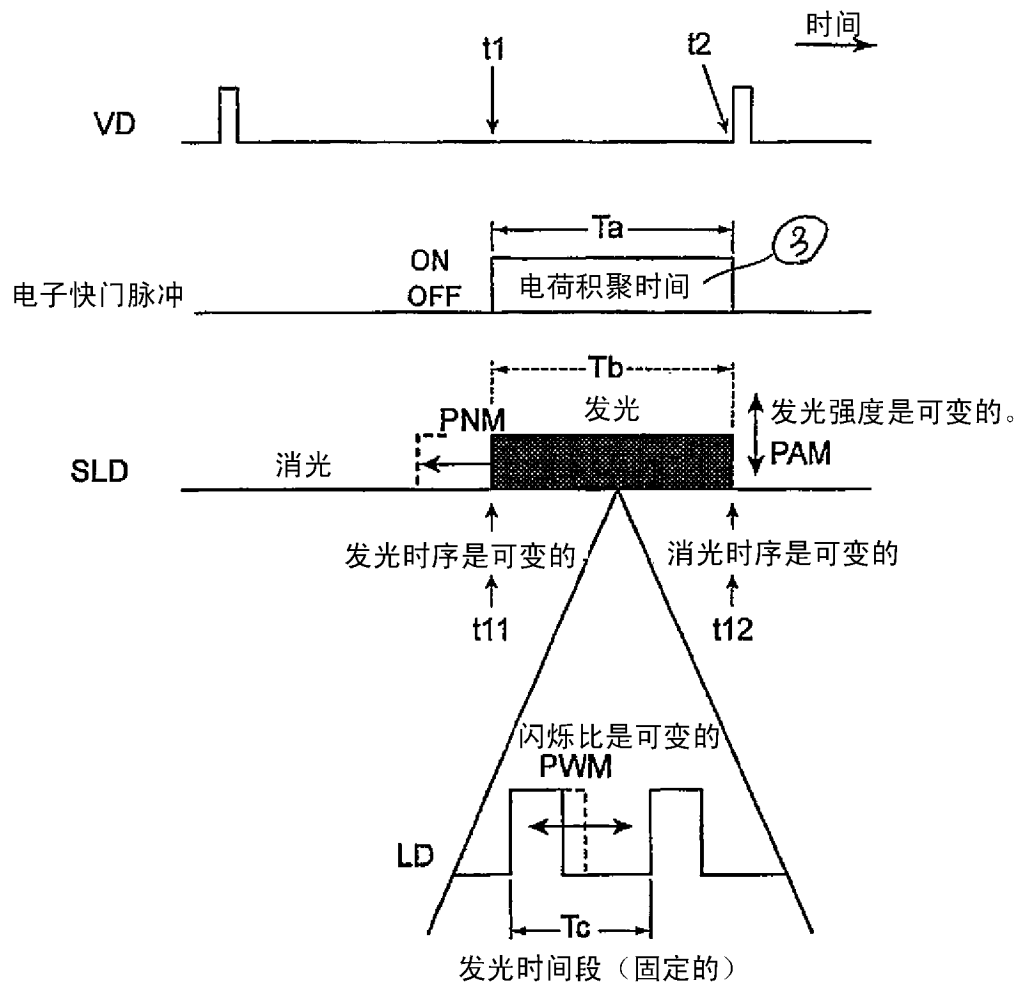 时间
t1
t2
VD
Ta
③
ON
OFF
电荷积聚时间
电子快门脉冲
Tb
发光
PNM
发光强度是可变的。
PAM
消光
SLD
发光时序是可变的
消光时序是可变的
t11
t12
闪烁比是可变的
PWM
LD
Tc
发光时间段（固定的）